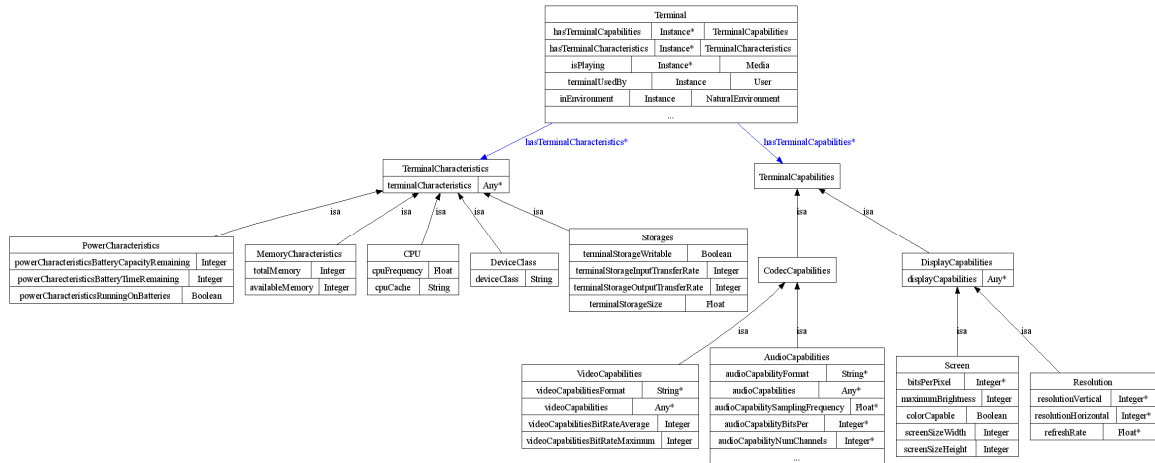 Terminal
hasTerminalCapabilities Instance* TerminalCapabilities
hasTerminalCharacteristics Instance* TerminalCharacteristics
isPlaying Instance* Media
terminalUsedBy Instance User
inEnvironment Instance NaturalEnvironment
...
hasTerminalCharacteristics* hasTerminalCapabilities*
TerminalCharacteristics
terminalCharacteristics Any*
TerminalCapabilities
isa isa isa isa isa isa isa
PowerCharacteristics
powerCharacteristicsBatteryCapacityRemaining Integer
powerCharecteristicsBatteryTimeRemaining Integer
powerCharacteristicsRunningOnBatteries Boolean
MemoryCharacteristics
totalMemory Integer
availableMemory Integer
CPU
cpuFrequency Float
cpuCache String
DeviceClass
deviceClass String
Storages
terminalStorageWritable Boolean
terminalStorageInputTransferRate Integer
terminalStorageOutputTransferRate Integer
terminalStorageSize Float
CodecCapabilities
DisplayCapabilities
displayCapabilities Any*
isa isa isa isa
VideoCapabilities
videoCapabilitiesFormat String*
videoCapabilities Any*
videoCapabilitiesBitRateAverage Integer
videoCapabilitiesBitRateMaximum Integer
AudioCapabilities
audioCapabilityFormat String*
audioCapabilities Any*
audioCapabilitySamplingFrequency Float*
audioCapabilityBitsPer Integer*
audioCapabilityNumChannels Integer*
...
Screen
bitsPerPixel Integer*
maximumBrightness Integer
colorCapable Boolean
screenSizeWidth Integer
screenSizeHeight Integer
Resolution
resolutionVertical Integer*
resolutionHorizontal Integer*
refreshRate Float*